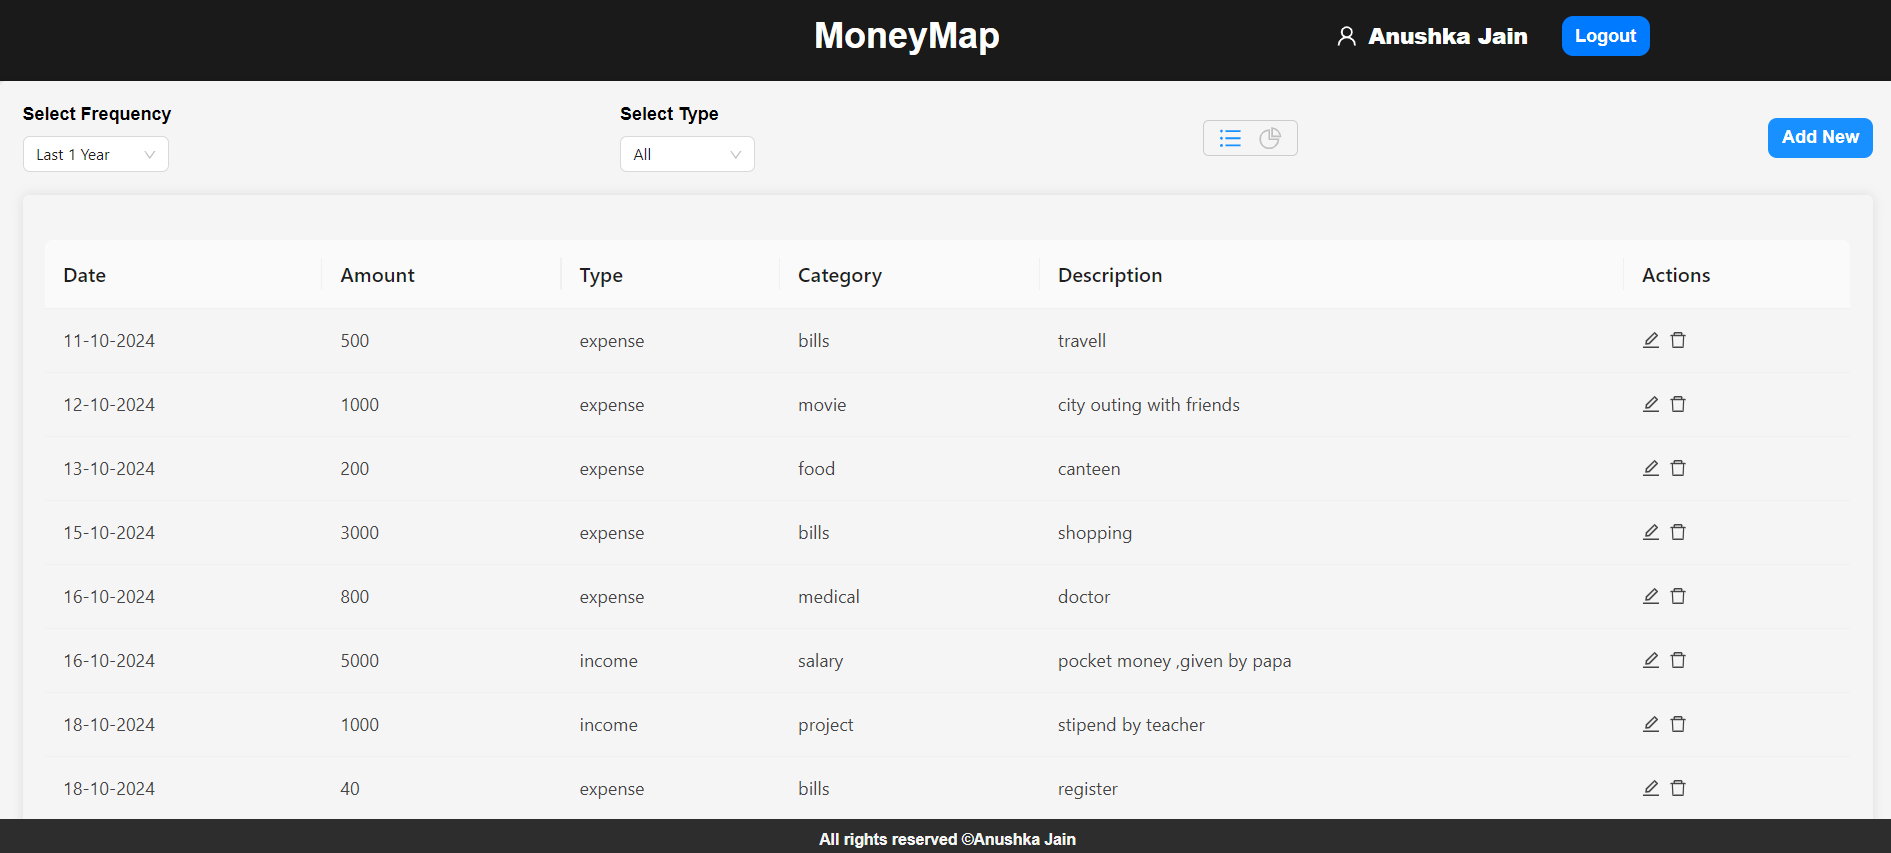 MoneyMap
Anushka Jain
Logout
Select Frequency
Select Type
Last 1 Year
All
Add New
Date Amount Type Category Description Actions
11-10-2024 500 expense bills travell
12-10-2024 1000 expense movie city outing with friends
13-10-2024 200 expense food canteen
15-10-2024 3000 expense bills shopping
16-10-2024 800 expense medical doctor
16-10-2024 5000 income salary pocket money ,given by papa
18-10-2024 1000 income project stipend by teacher
18-10-2024 40 expense bills register
All rights reserved ©Anushka Jain